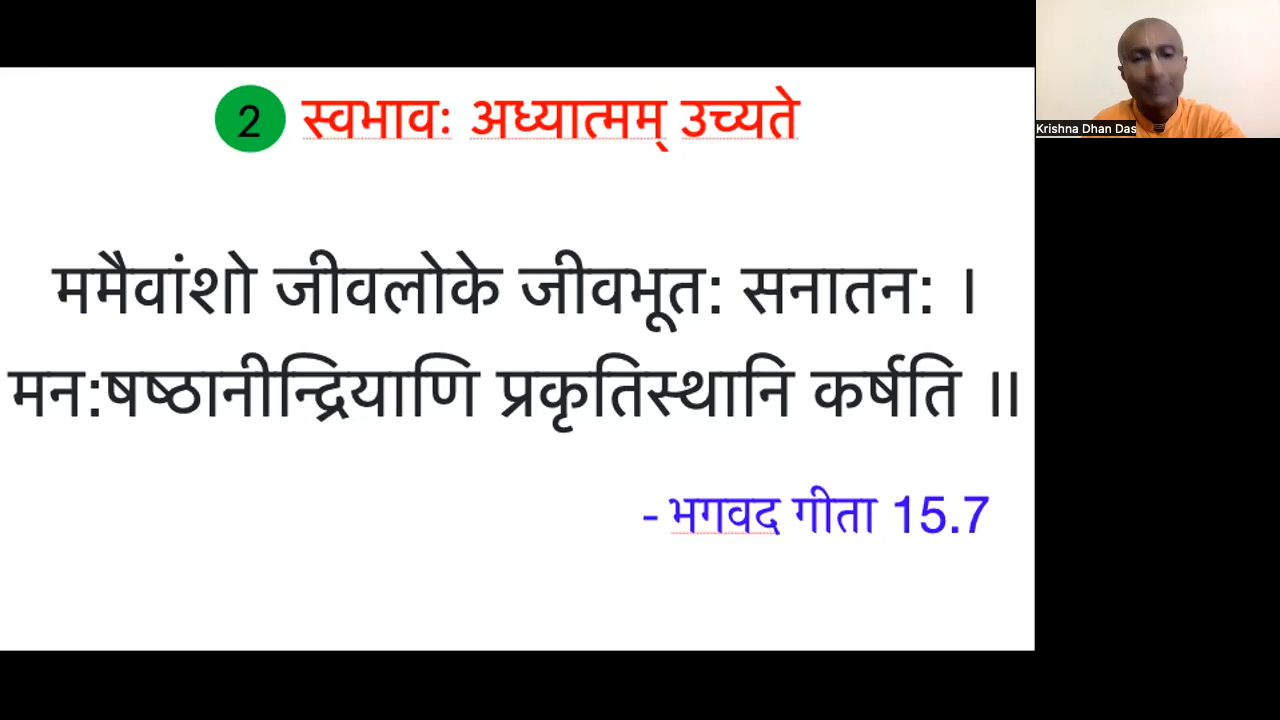 2 स्वभावः अध्यात्मम् उच्यते
Krishna Dhan Das
ममैवांशो जीवलोके जीवभूत: सनातन: ।
मन:षष्ठानीन्द्रियाणि प्रकृतिस्थानि कर्षति ॥
- भगवद गीता 15.7